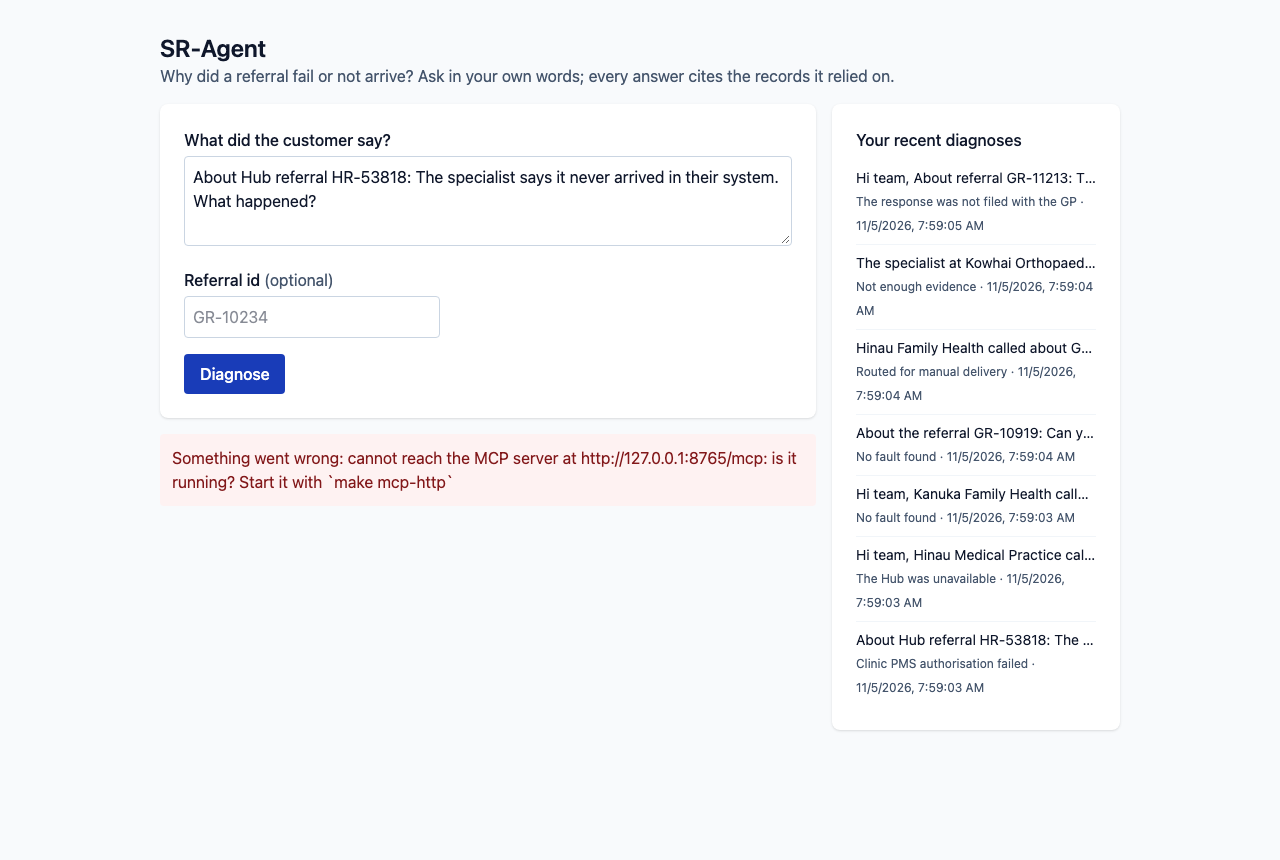 SR-Agent
Why did a referral fail or not arrive? Ask in your own words; every answer cites the records it relied on.
What did the customer say?
About Hub referral HR-53818: The specialist says it never arrived in their system.
What happened?
Referral id (optional)
GR-10234
Diagnose
Something went wrong: cannot reach the MCP server at http://127.0.0.1:8765/mcp: is it
running? Start it with `make mcp-http`
Your recent diagnoses
Hi team, About referral GR-11213: T...
The response was not filed with the GP ·
11/5/2026, 7:59:05 AM
The specialist at Kowhai Orthopaed...
Not enough evidence · 11/5/2026, 7:59:04
AM
Hinau Family Health called about G...
Routed for manual delivery · 11/5/2026,
7:59:04 AM
About the referral GR-10919: Can y...
No fault found · 11/5/2026, 7:59:04 AM
Hi team, Kanuka Family Health call...
No fault found · 11/5/2026, 7:59:03 AM
Hi team, Hinau Medical Practice cal...
The Hub was unavailable · 11/5/2026,
7:59:03 AM
About Hub referral HR-53818: The ...
Clinic PMS authorisation failed ·
11/5/2026, 7:59:03 AM